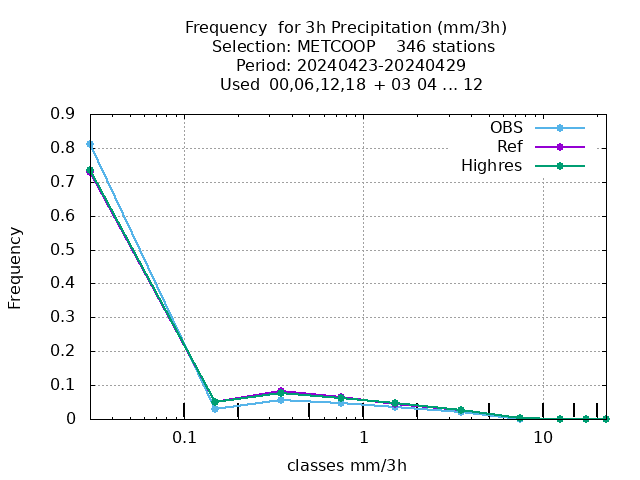 Frequency  for 3h Precipitation (mm/3h)
Selection: METCOOP    346 stations
Period: 20240423-20240429
Used  00,06,12,18  + 03 04 ... 12
OBS
Ref
Highres
0.9
0.8
0.7
0.6
0.5
0.4
0.3
0.2
0.1
0
Frequency
0.1 1 10
classes mm/3h